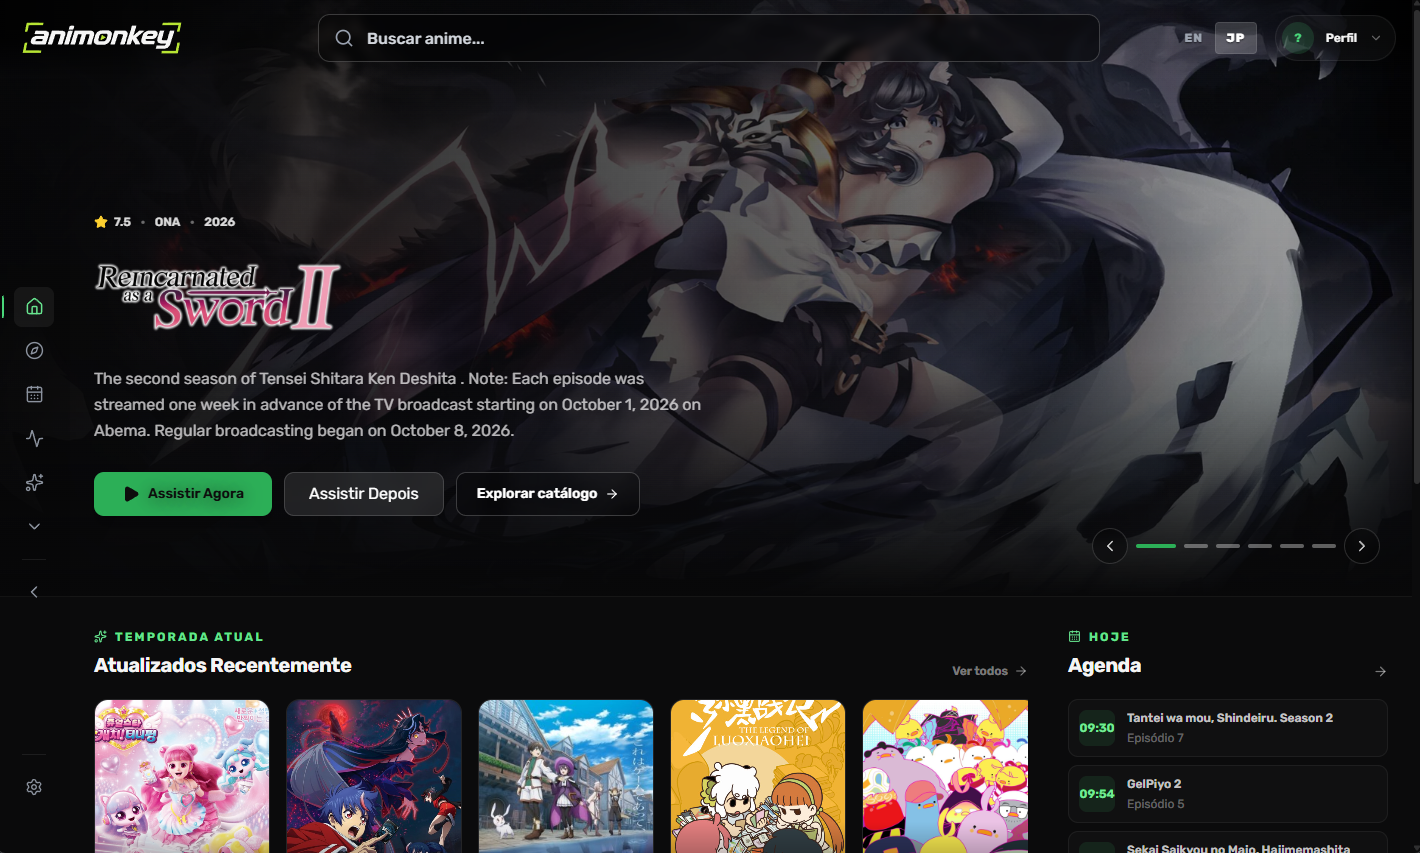 animonkey
Buscar anime...
EN
JP
?
Perfil
7.5 • ONA • 2026
Reincarnated
as a
Sword II
The second season of Tensei Shitara Ken Deshita . Note: Each episode was
streamed one week in advance of the TV broadcast starting on October 1, 2026 on
Abema. Regular broadcasting began on October 8, 2026.
Assistir Agora
Assistir Depois
Explorar catálogo
TEMPORADA ATUAL
Atualizados Recentemente
Ver todos
THE LEGEND OF
LUOXIAOHEI
HOJE
Agenda
09:30
Tantei wa mou, Shindeiru. Season 2
Episódio 7
09:54
GelPiyo 2
Episódio 5
Sekai Saikyou no Majo, Hajimemashita